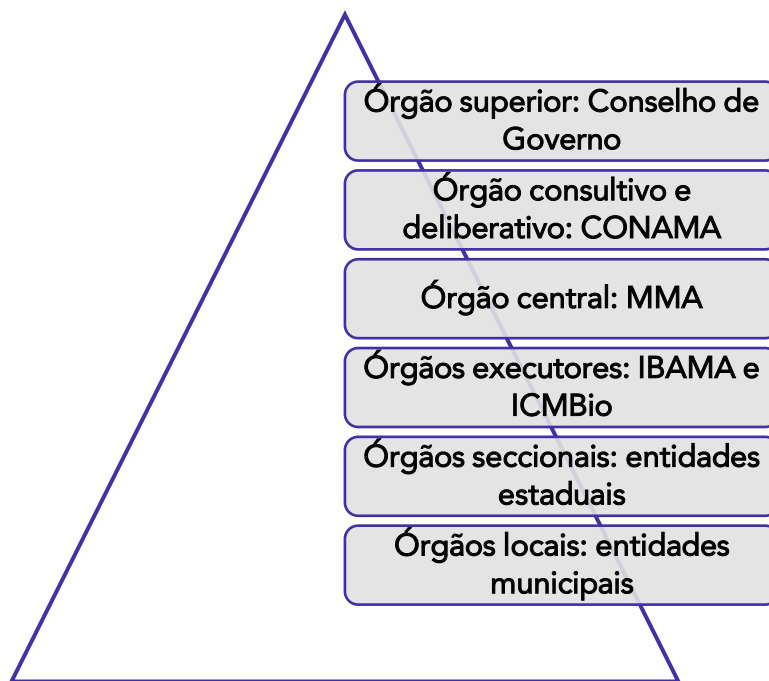 Órgão superior: Conselho de
Governo
Órgão consultivo e
deliberativo: CONAMA
Órgão central: MMA
Órgãos executores: IBAMA e
ICMBio
Órgãos seccionais: entidades
estaduais
Órgãos locais: entidades
municipais